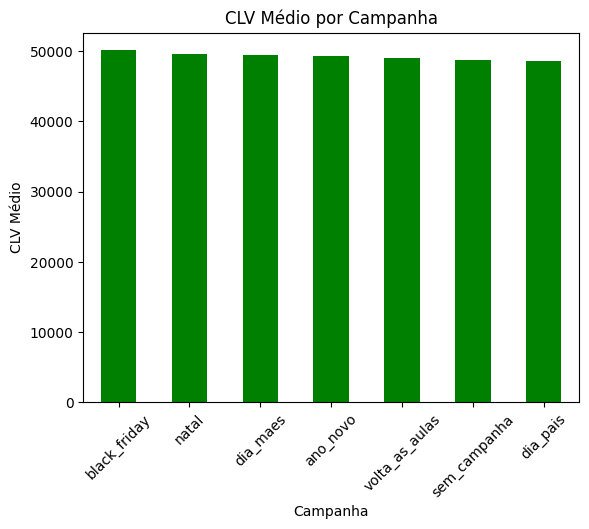 CLV Médio por Campanha
CLV Médio
50000
40000
30000
20000
10000
0
black_friday
natal
dia_maes
ano_novo
volta_as_aulas
sem_campanha
dia_pais
Campanha